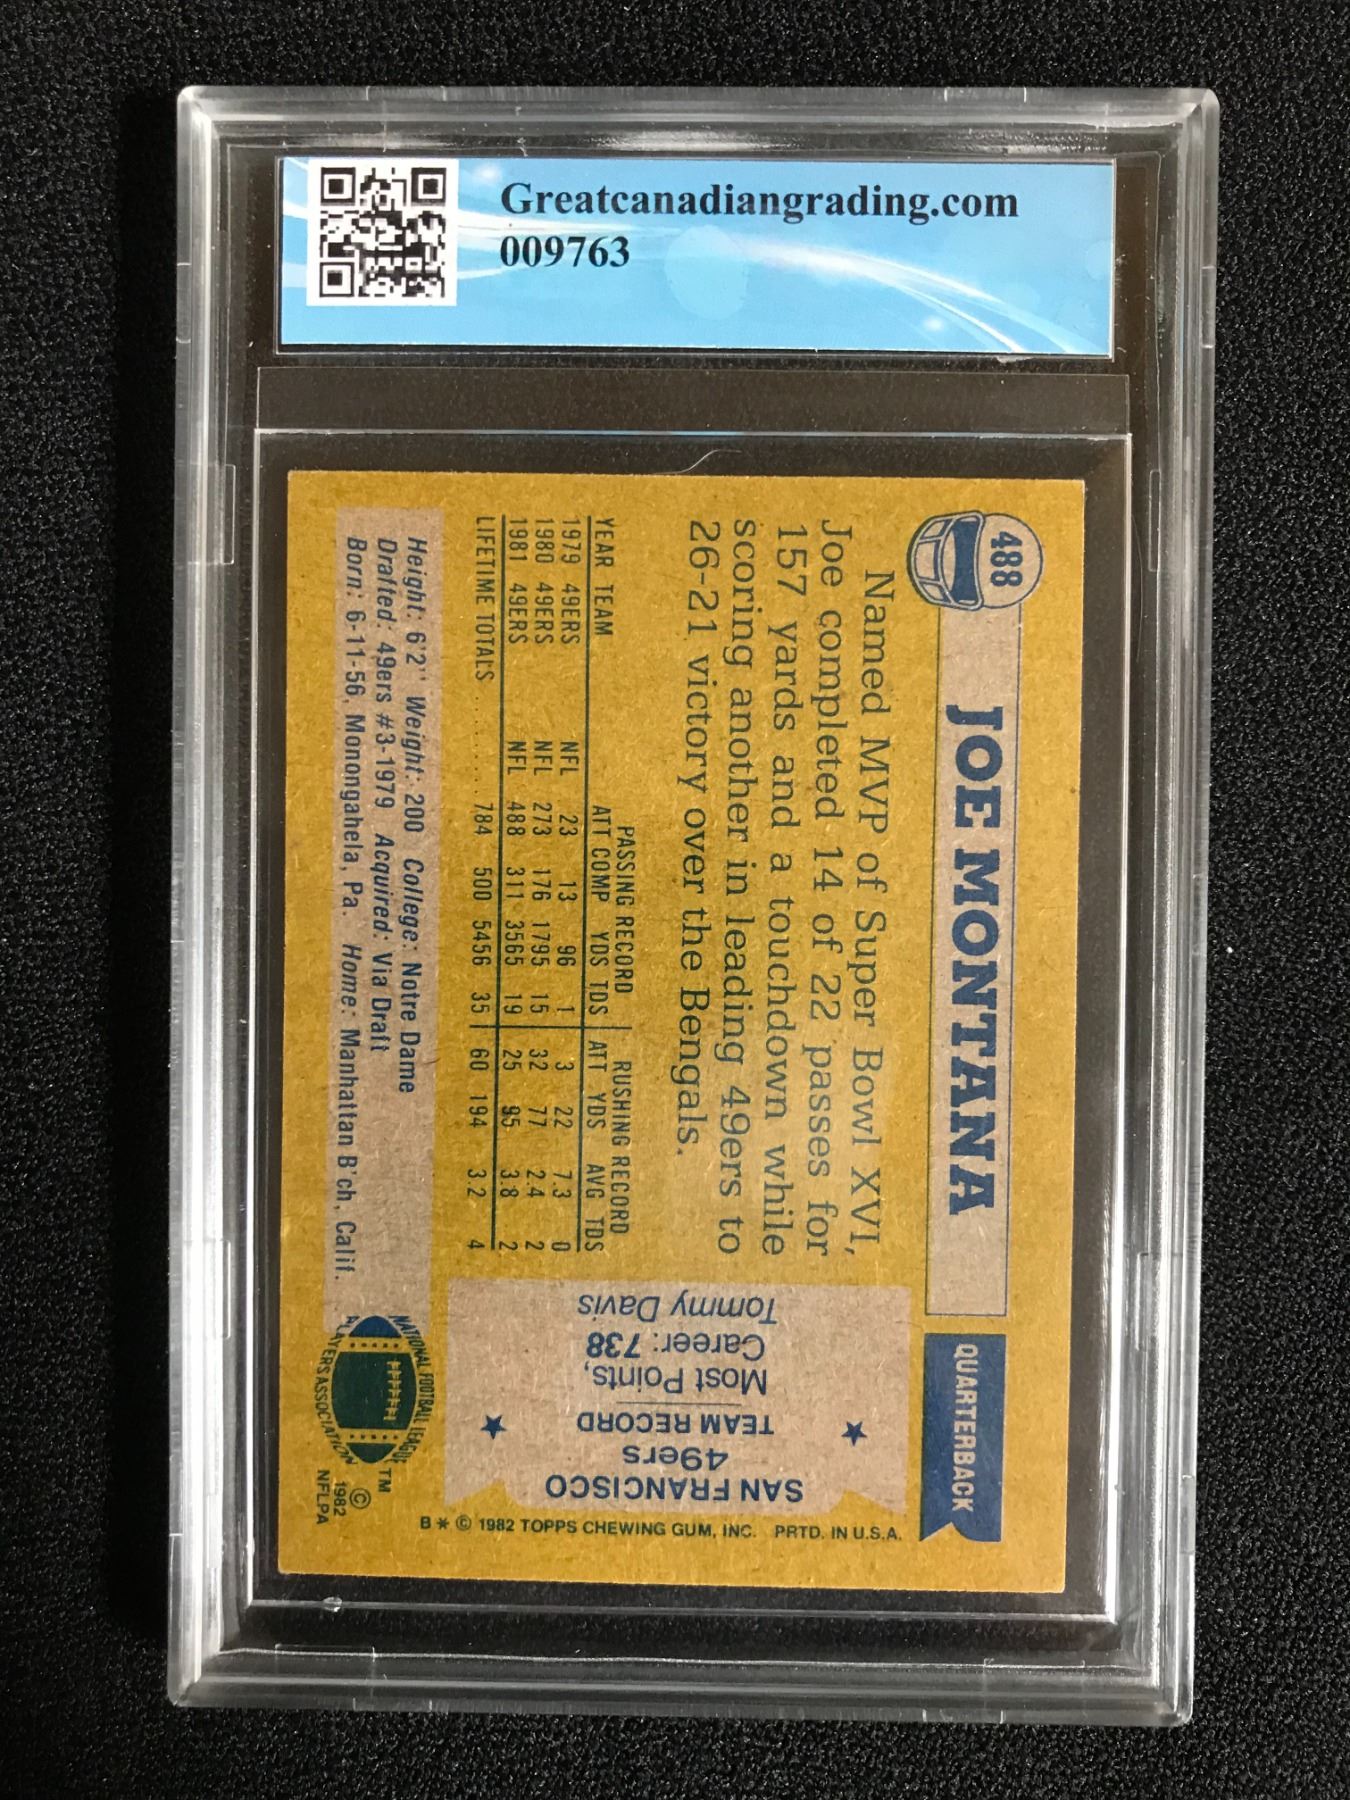 Greatcanadiangrading.com
009763
488
JOE MONTANA
QUARTERBACK
Named MVP of Super Bowl XVI,
Joe completed 14 of 22 passes for
157 yards and a touchdown while
scoring another in leading 49ers to
26-21 victory over the Bengals.
PASSING RECORD RUSHING RECORD
YEAR TEAM ATT COMP YDS TDS ATT YDS AVG TDS
1979 49ERS NFL 23 13 96 1 3 22 7.3 0
1980 49ERS NFL 273 176 1795 15 32 77 2.4 2
1981 49ERS NFL 488 311 3565 19 25 95 3.8 2
LIFETIME TOTALS 784 500 5456 35 60 194 3.2 4
Height: 6'2" Weight: 200 College: Notre Dame
Drafted: 49ers #3-1979 Acquired: Via Draft
Born: 6-11-56, Monongahela, Pa. Home: Manhattan B'ch, Calif.
SAN FRANCISCO
49ers
TEAM RECORD
Most Points,
Career: 738
Tommy Davis
NATIONAL FOOTBALL LEAGUE
PLAYERS ASSOCIATION
TM
© 1982
NFLPA
B * © 1982 TOPPS CHEWING GUM, INC. PRTD. IN U.S.A.